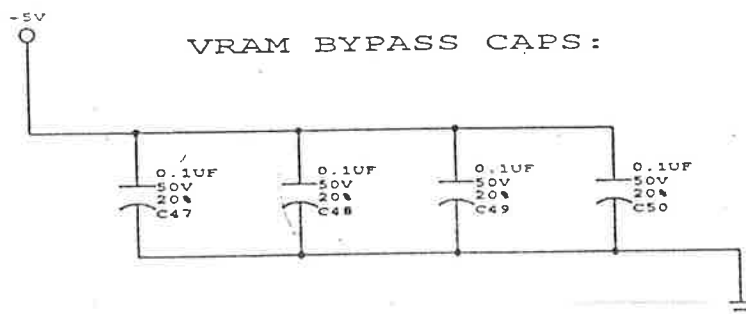 -5V
VRAM BYPASS CAPS:
0.1UF
50V
20%
C47
0.1UF
50V
20%
C48
0.1UF
50V
20%
C49
0.1UF
50V
20%
C50